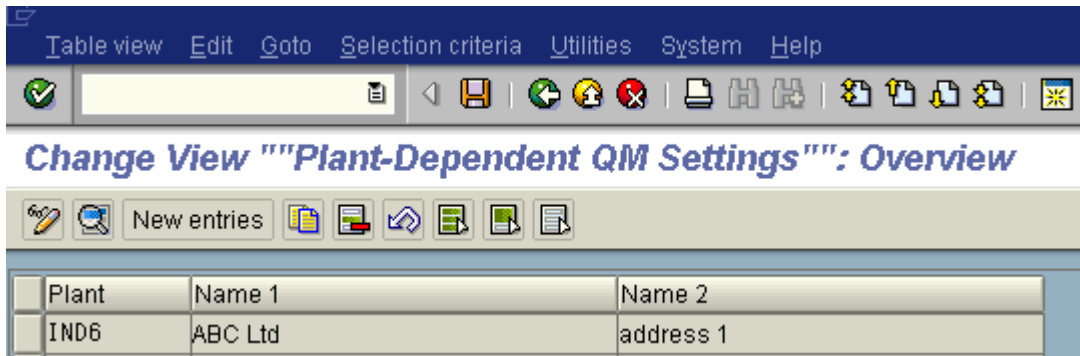 Table view Edit Goto Selection criteria Utilities System Help
Change View ""Plant-Dependent QM Settings"": Overview
New entries
Plant Name 1 Name 2
IND6 ABC Ltd address 1